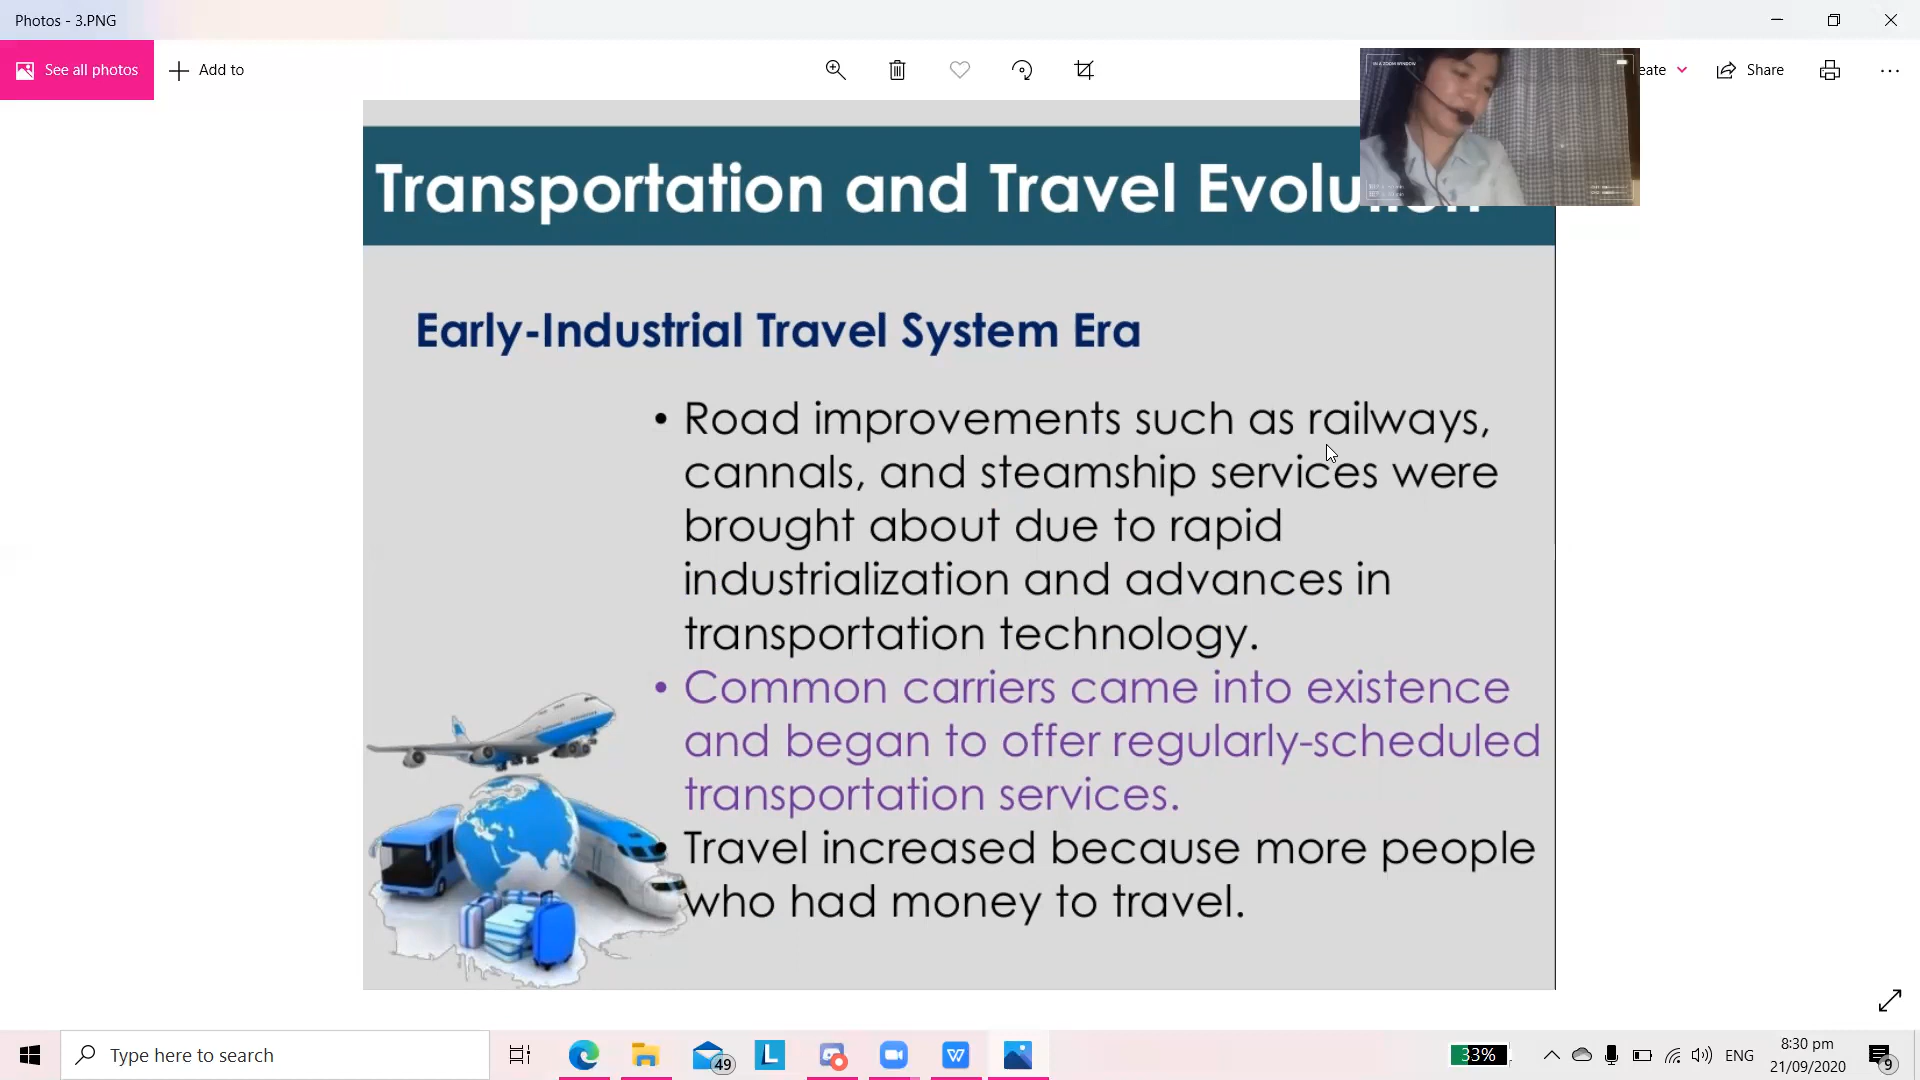 Photos - 3.PNG
See all photos
Add to
eate
Share
IN A ZOOM WINDOW
Transportation and Travel Evolution
Early-Industrial Travel System Era
• Road improvements such as railways,
cannals, and steamship services were
brought about due to rapid
industrialization and advances in
transportation technology.
• Common carriers came into existence
and began to offer regularly-scheduled
transportation services.
• Travel increased because more people
who had money to travel.
Type here to search
49
L
W
33%
ENG
8:30 pm
21/09/2020
9